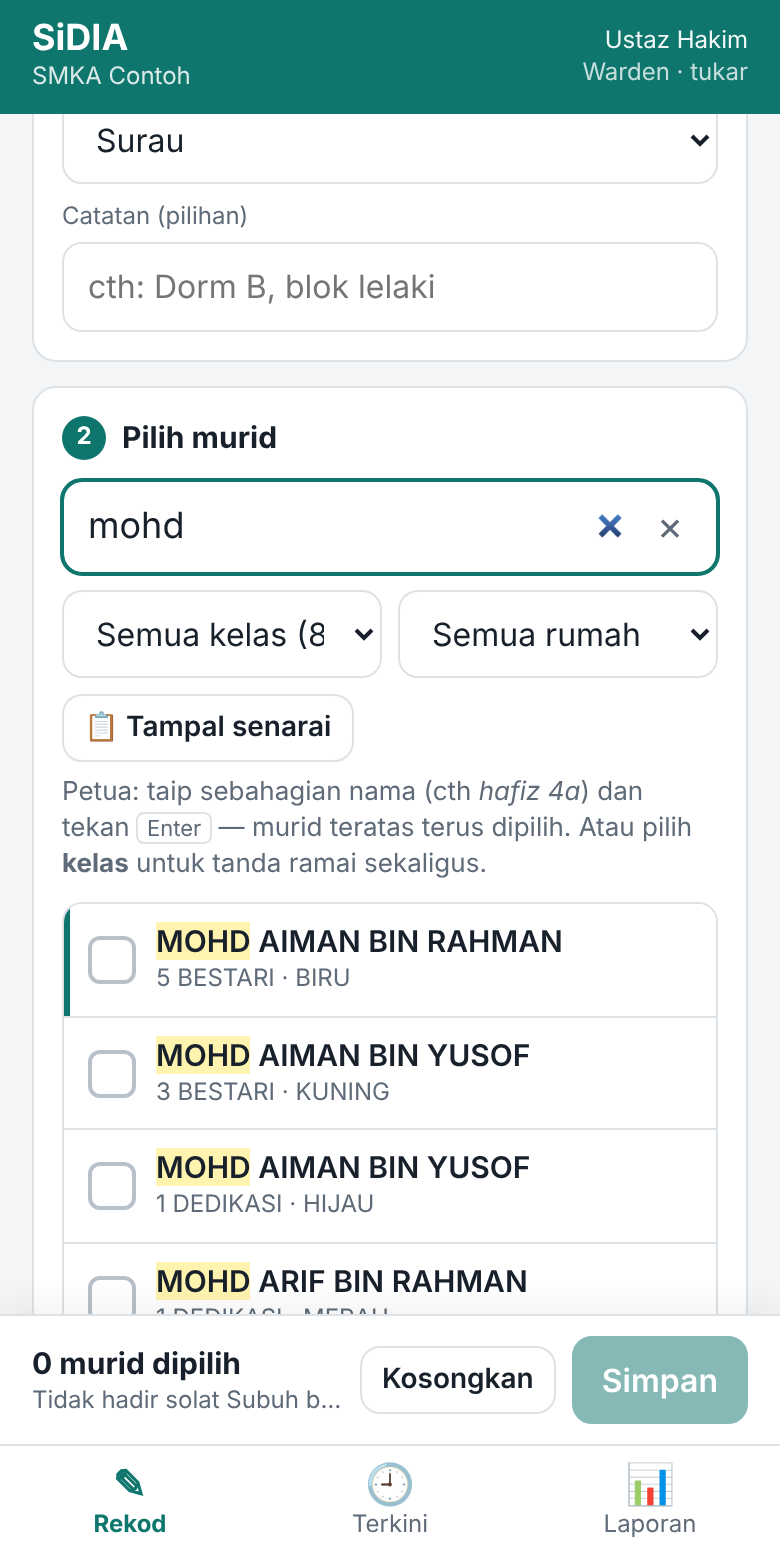 SiDIA
SMKA Contoh
Ustaz Hakim
Warden · tukar
Surau
Catatan (pilihan)
cth: Dorm B, blok lelaki
2 Pilih murid
mohd
Semua kelas (8
Semua rumah
📋 Tampal senarai
Petua: taip sebahagian nama (cth hafiz 4a) dan
tekan Enter — murid teratas terus dipilih. Atau pilih
kelas untuk tanda ramai sekaligus.
MOHD AIMAN BIN RAHMAN
5 BESTARI · BIRU
MOHD AIMAN BIN YUSOF
3 BESTARI · KUNING
MOHD AIMAN BIN YUSOF
1 DEDIKASI · HIJAU
MOHD ARIF BIN RAHMAN
1 DEDIKASI · MERAH
0 murid dipilih
Tidak hadir solat Subuh b...
Kosongkan
Simpan
Rekod
Terkini
Laporan